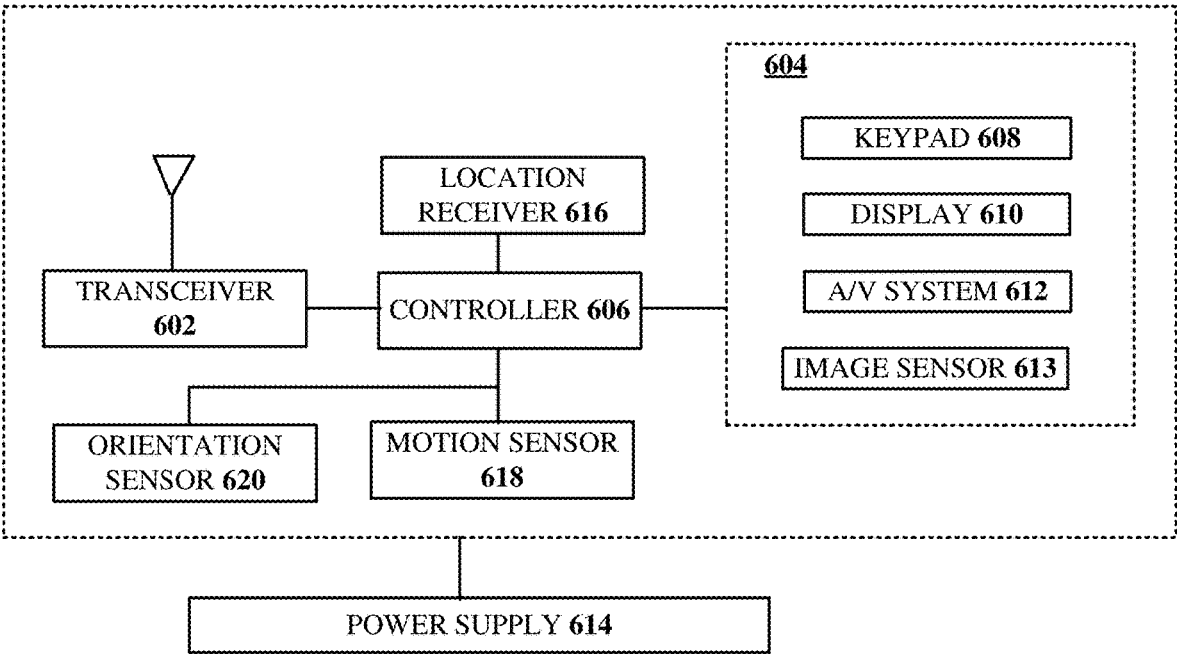 604
KEYPAD 608
LOCATION
RECEIVER 616
DISPLAY 610
TRANSCEIVER
602
CONTROLLER 606
A/V SYSTEM 612
IMAGE SENSOR 613
ORIENTATION
SENSOR 620
MOTION SENSOR
618
POWER SUPPLY 614